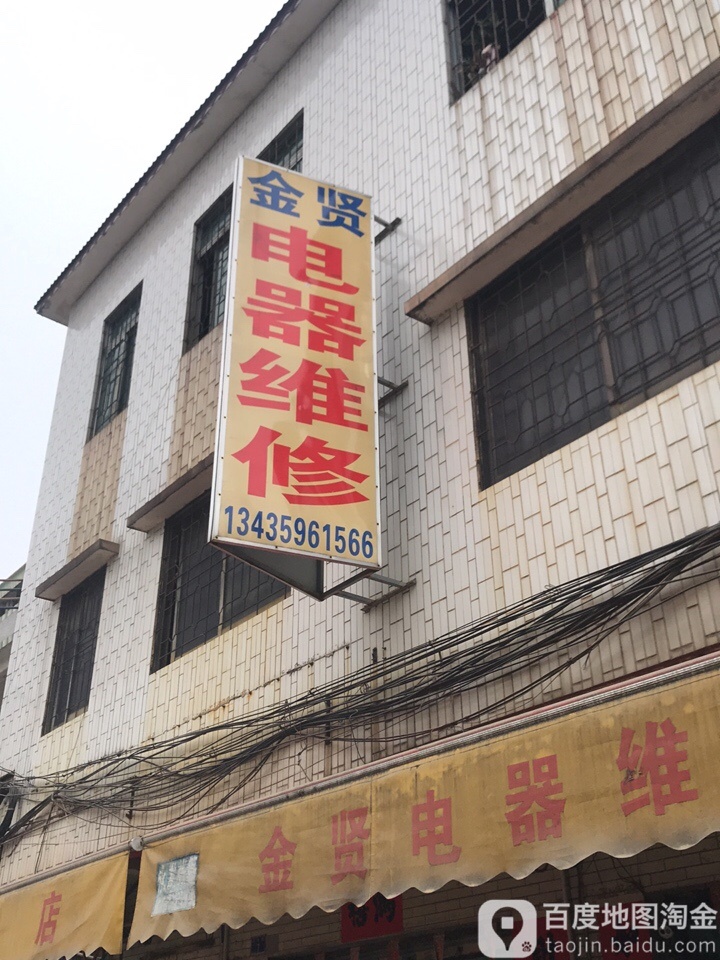 金贤
电器维修
13435961566
金贤电器维
店
百度地图淘金
taojin.baidu.com